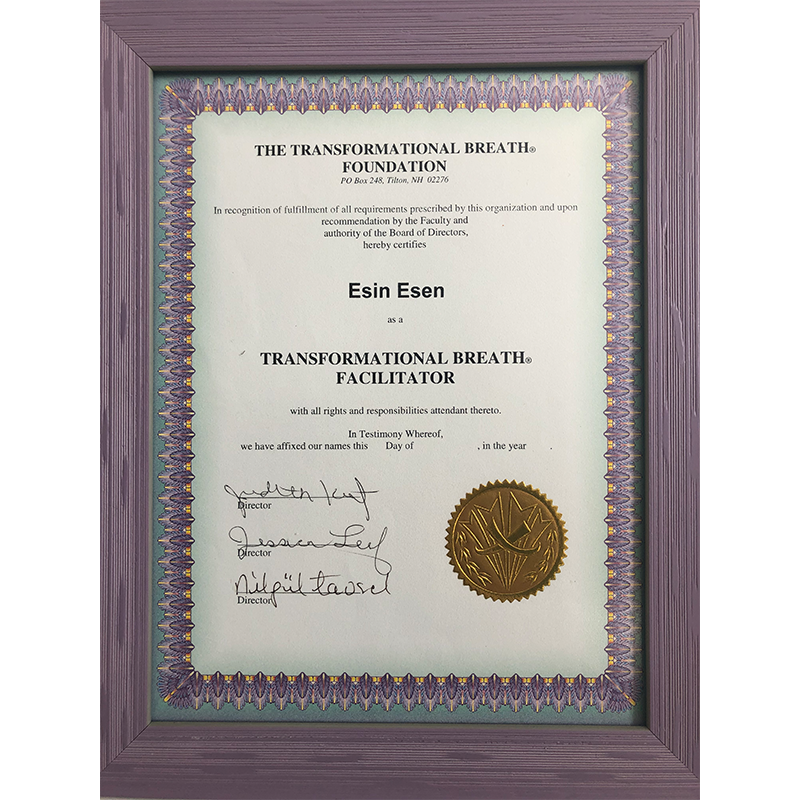 THE TRANSFORMATIONAL BREATH®
FOUNDATION
PO Box 248, Tilton, NH 02276
In recognition of fulfillment of all requirements prescribed by this organization and upon
recommendation by the Faculty and
authority of the Board of Directors,
hereby certifies
Esin Esen
as a
TRANSFORMATIONAL BREATH®
FACILITATOR
with all rights and responsibilities attendant thereto.
In Testimony Whereof,
we have affixed our names this Day of , in the year .
Judith
Director
Jessica
Director
Nilgül
Director